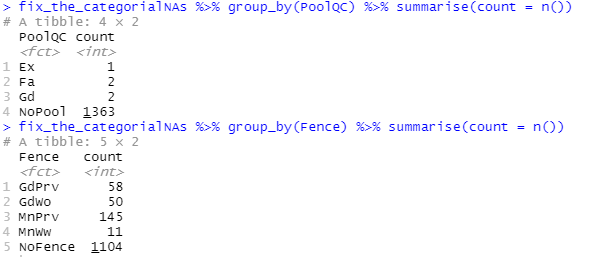 > fix_the_categorialNAs %>% group_by(PoolQC) %>% summarise(count = n())
# A tibble: 4 × 2
PoolQC count
<fct> <int>
1 Ex 1
2 Fa 2
3 Gd 2
4 NoPool 1363
> fix_the_categorialNAs %>% group_by(Fence) %>% summarise(count = n())
# A tibble: 5 × 2
Fence count
<fct> <int>
1 GdPrv 58
2 GdWo 50
3 MnPrv 145
4 MnWw 11
5 NoFence 1104